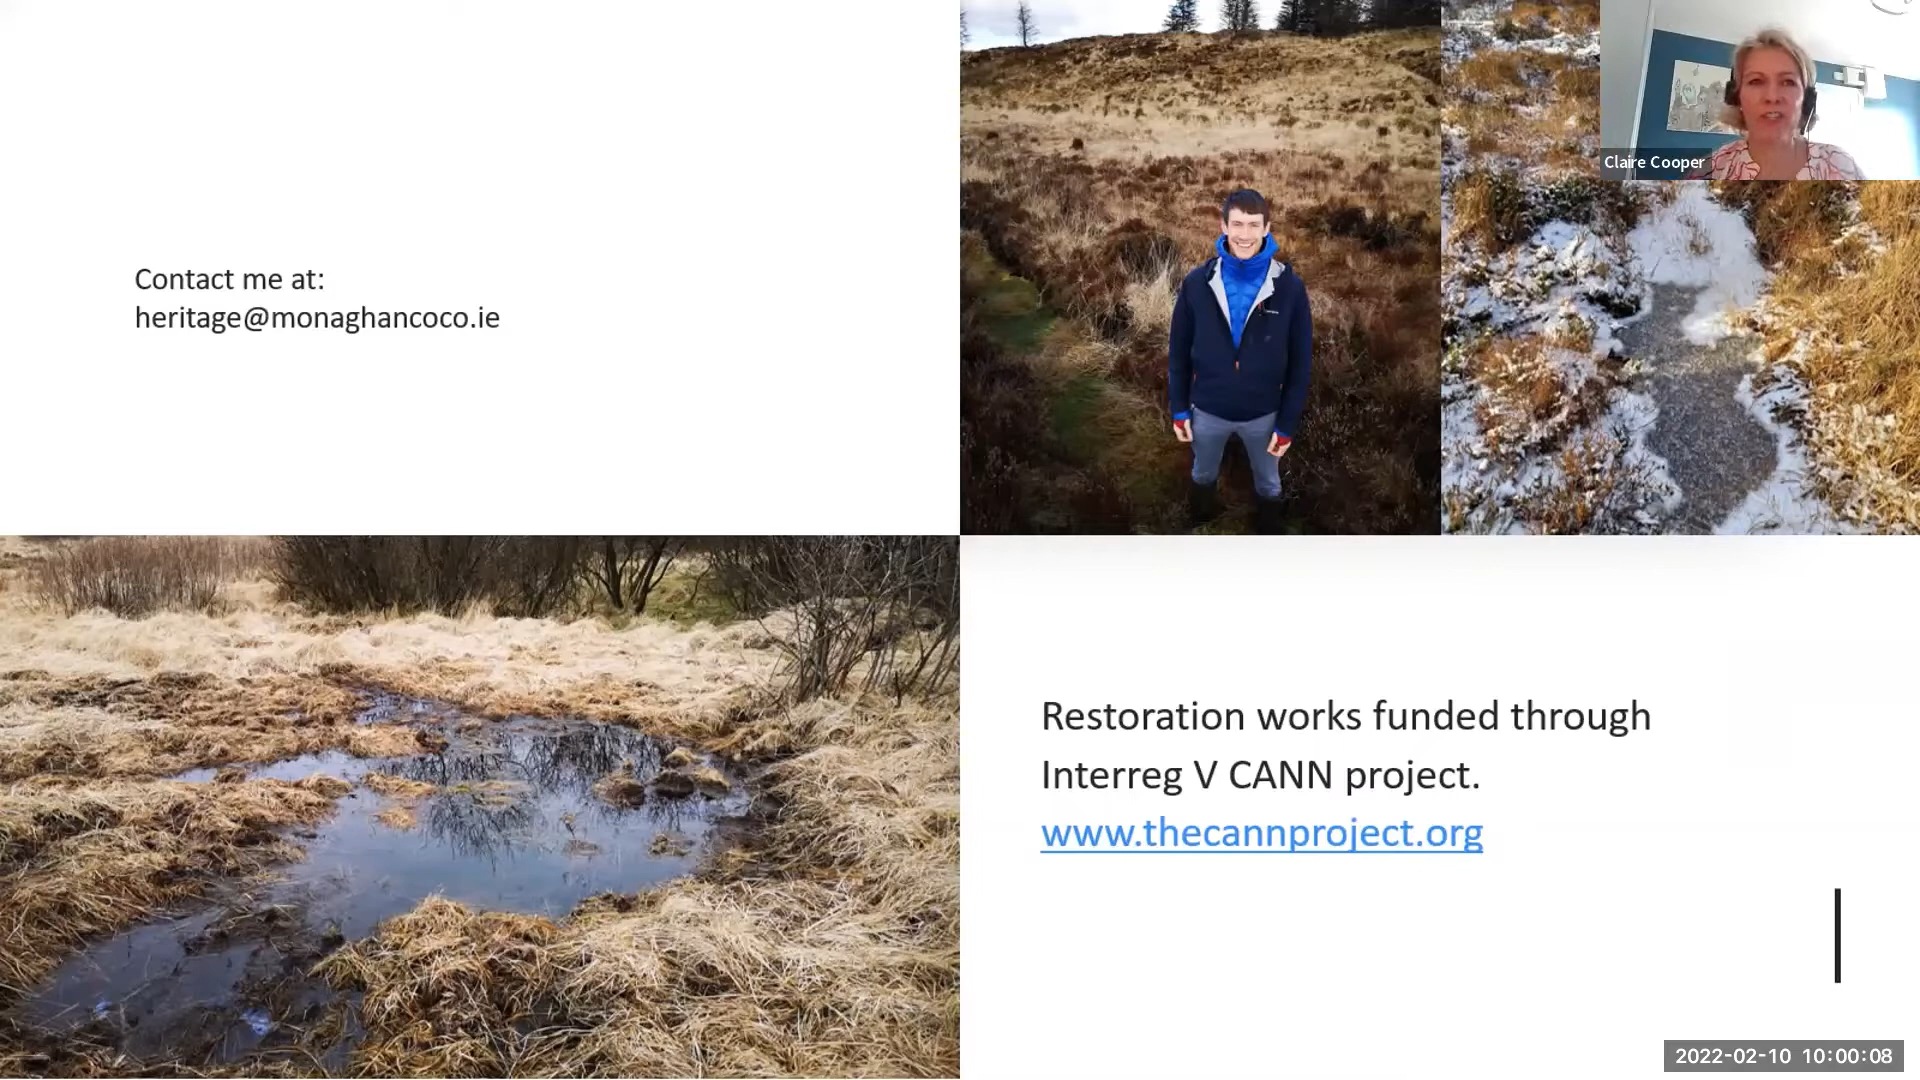 Contact me at:
heritage@monaghancoco.ie
Claire Cooper
Restoration works funded through
Interreg V CANN project.
www.thecannproject.org
2022-02-10 10:00:08